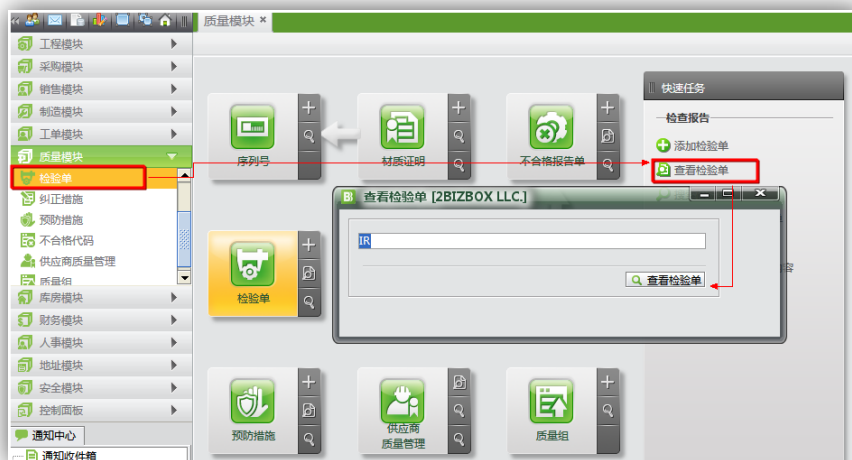 质量模块 ×
工程模块
采购模块
销售模块
制造模块
工单模块
质量模块
检验单
纠正措施
预防措施
不合格代码
供应商质量管理
质量组
库房模块
财务模块
人事模块
地址模块
安全模块
控制面板
通知中心
通知收件箱
序列号
材质证明
不合格报告单
检验单
预防措施
供应商
质量管理
质量组
快速任务
检查报告
添加检验单
查看检验单
查看检验单 [2BIZBOX LLC.]
IR
查看检验单